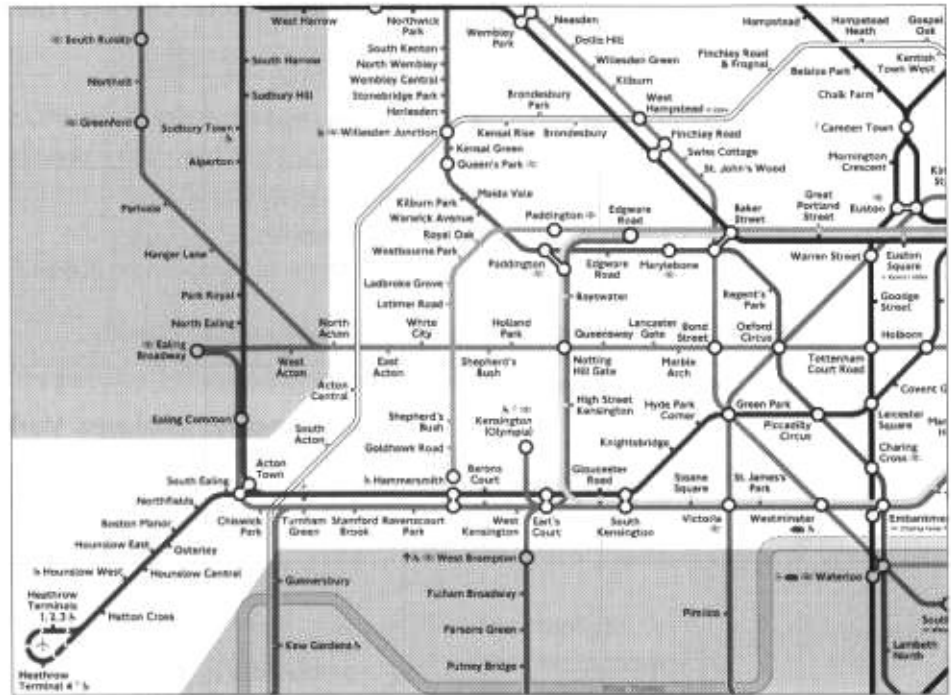 West Harrow
Northwick
Park
Wembley
Park
Neasden
Hampstead
Hampstead
Heath
Gospel
Oak
South Ruislip
South Kenton
Dollis Hill
Finchley Road
& Frognal
Kentish
Town West
North Wembley
Willesden Green
Belsize Park
Northolt
South Harrow
Wembley Central
Kilburn
Sudbury Hill
Stonebridge Park
Brondesbury
Park
West
Hampstead
Chalk Farm
Harlesden
Greenford
Sudbury Town
Willesden Junction
Kensal Rise
Brondesbury
Finchley Road
Camden Town
Kensal Green
Swiss Cottage
Alperton
Queen's Park
St. John's Wood
Mornington
Crescent
Maida Vale
Kilburn Park
Great
Portland
Street
Perivale
Warwick Avenue
Paddington
Edgware
Road
Baker
Street
Euston
Royal Oak
Hanger Lane
Westbourne Park
Paddington
Edgware
Road
Marylebone
Warren Street
Euston
Square
Ladbroke Grove
Park Royal
Latimer Road
Bayswater
Regent's
Park
Goodge
Street
North Ealing
North
Acton
White
City
Holland
Park
Queensway
Lancaster
Gate
Bond
Street
Oxford
Circus
Holborn
Ealing
Broadway
West
Acton
East
Acton
Shepherd's
Bush
Notting
Hill Gate
Marble
Arch
Tottenham
Court Road
Acton
Central
Covent G
Ealing Common
Shepherd's
Bush
Kensington
(Olympia)
High Street
Kensington
Hyde Park
Corner
Green Park
Piccadilly
Circus
Leicester
Square
South
Acton
Goldhawk Road
Knightsbridge
Charing
Cross
Acton
Town
South Ealing
Hammersmith
Barons
Court
Gloucester
Road
Sloane
Square
St. James's
Park
Northfields
Boston Manor
Chiswick
Park
Turnham
Green
Stamford
Brook
Ravenscourt
Park
West
Kensington
Earl's
Court
South
Kensington
Victoria
Westminster
Embankment
Hounslow East
Osterley
Hounslow West
Hounslow Central
Gunnersbury
West Brompton
Waterloo
Heathrow
Terminals
1, 2, 3
Hatton Cross
Fulham Broadway
Pimlico
Parsons Green
Kew Gardens
Lambeth
North
Putney Bridge
Heathrow
Terminal 4